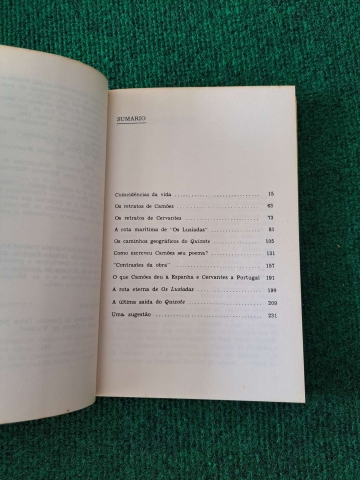 SUMÁRIO
Coincidências da vida 15
Os retratos de Camões 63
Os retratos de Cervantes 73
A rota marítima de "Os Lusíadas" 81
Os caminhos geográficos do Quixote 105
Como escreveu Camões seu poema? 131
"Contrastes da obra" 157
O que Camões deu à Espanha e Cervantes a Portugal 191
A rota eterna de Os Lusíadas 199
A última saída do Quixote 209
Uma sugestão 231